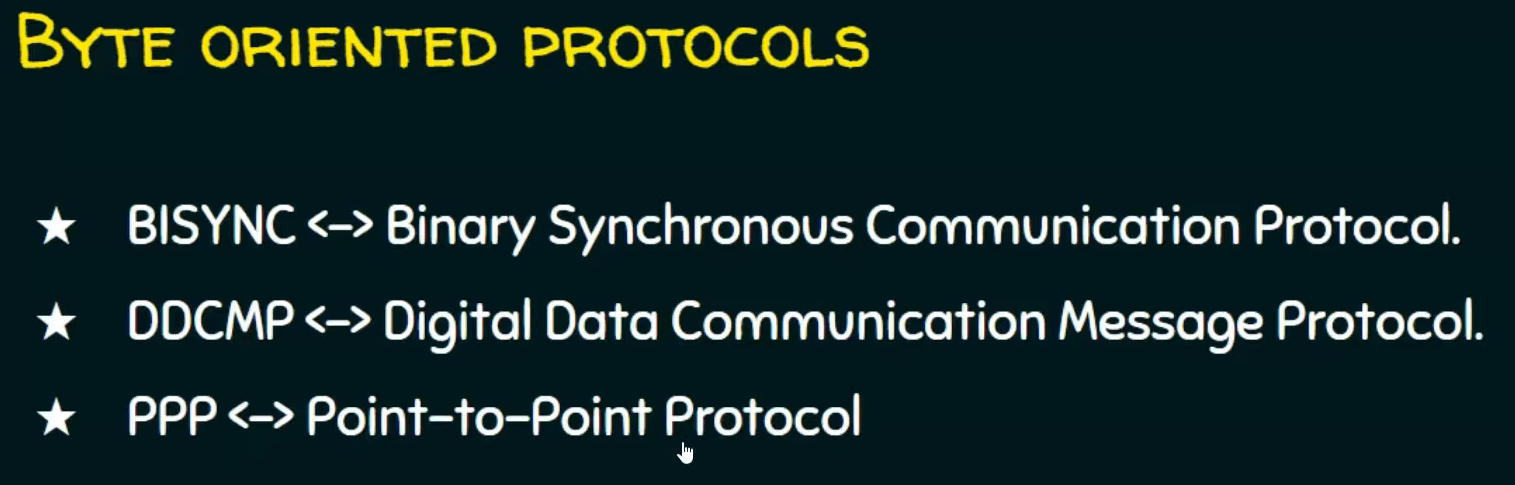 Byte oriented protocols
★ BISYNC <-> Binary Synchronous Communication Protocol.
★ DDCMP <-> Digital Data Communication Message Protocol.
★ PPP <-> Point-to-Point Protocol